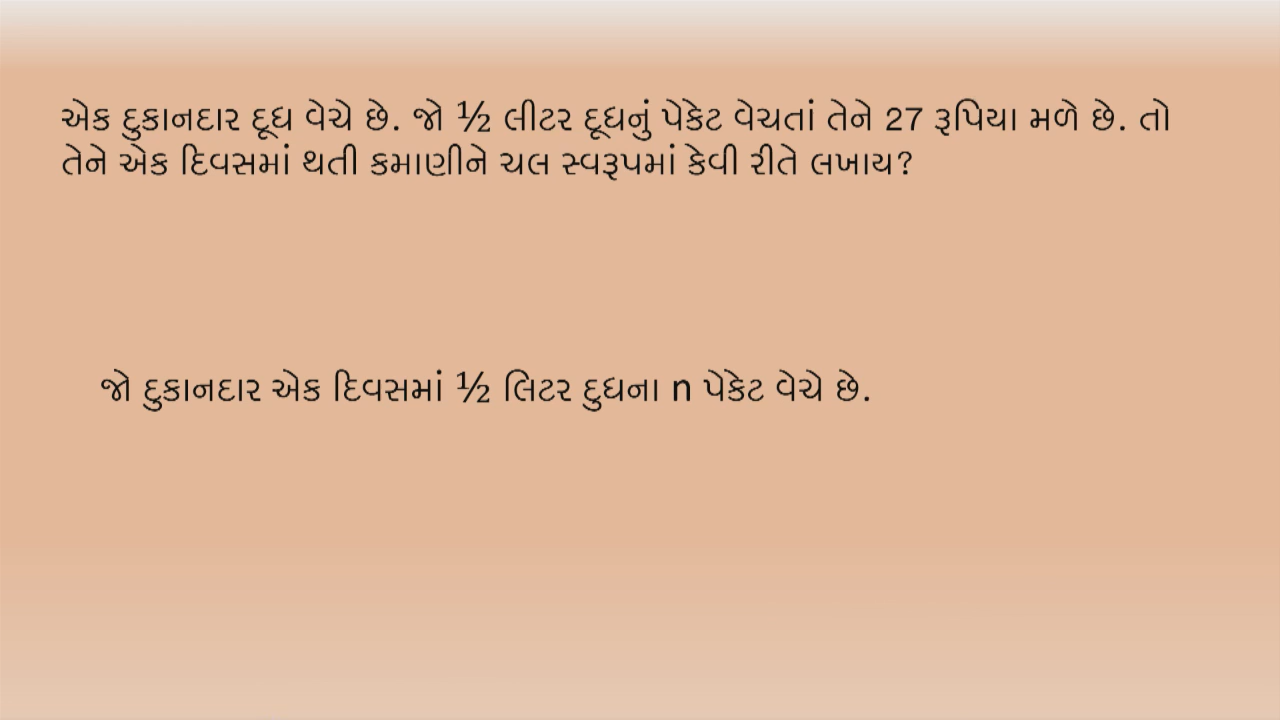 એક દુકાનદાર દૂધ વેચે છે. જો ½ લીટર દૂધનું પેકેટ વેચતાં તેને 27 રૂપિયા મળે છે. તો
તેને એક દિવસમાં થતી કમાણીને ચલ સ્વરૂપમાં કેવી રીતે લખાય?
જો દુકાનદાર એક દિવસમાં ½ લિટર દુધના n પેકેટ વેચે છે.